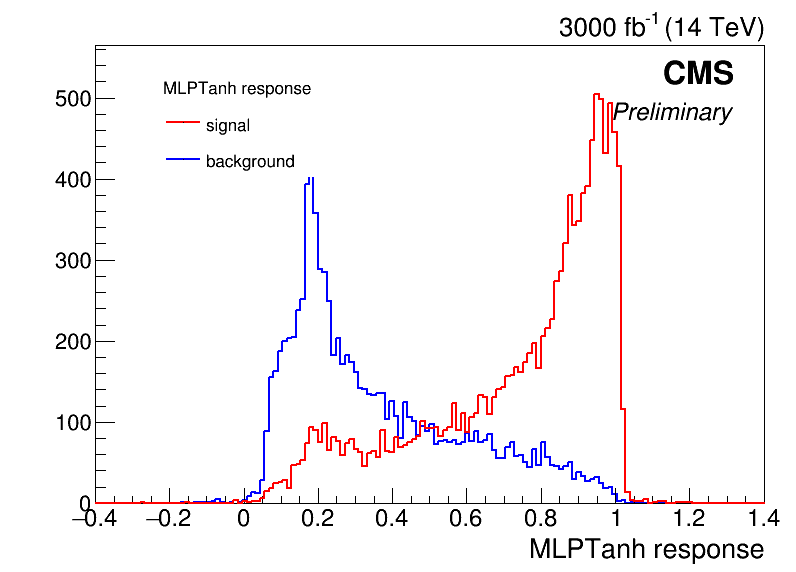 3000 fb-1 (14 TeV)
CMS
Preliminary
MLPTanh response
signal
background
500
400
300
200
100
0
−0.4 −0.2 0 0.2 0.4 0.6 0.8 1 1.2 1.4
MLPTanh response